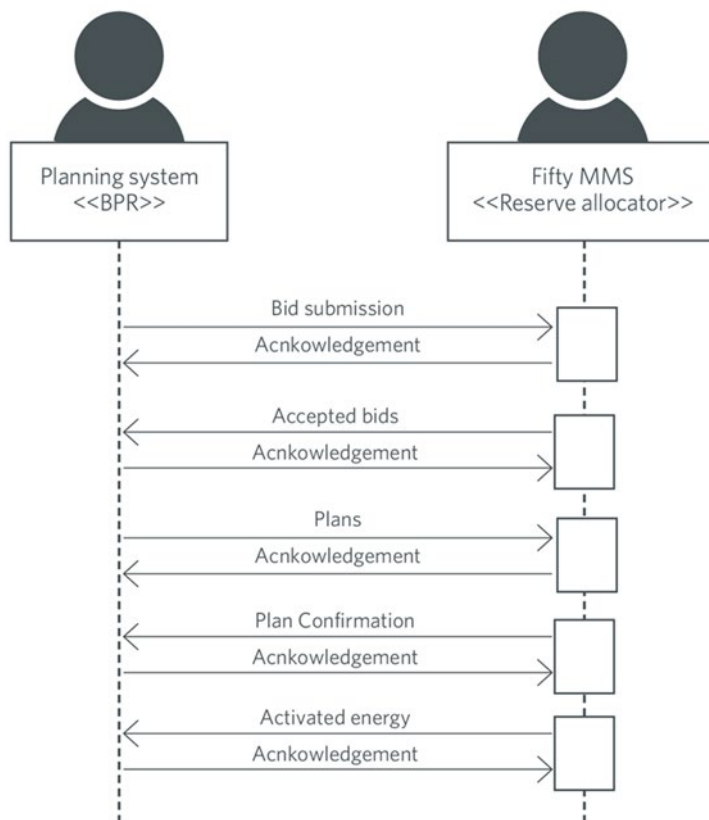 Planning system
<<BPR>>
Fifty MMS
<<Reserve allocator>>
Bid submission
Acnkowledgement
Accepted bids
Acnkowledgement
Plans
Acnkowledgement
Plan Confirmation
Acnkowledgement
Activated energy
Acnkowledgement